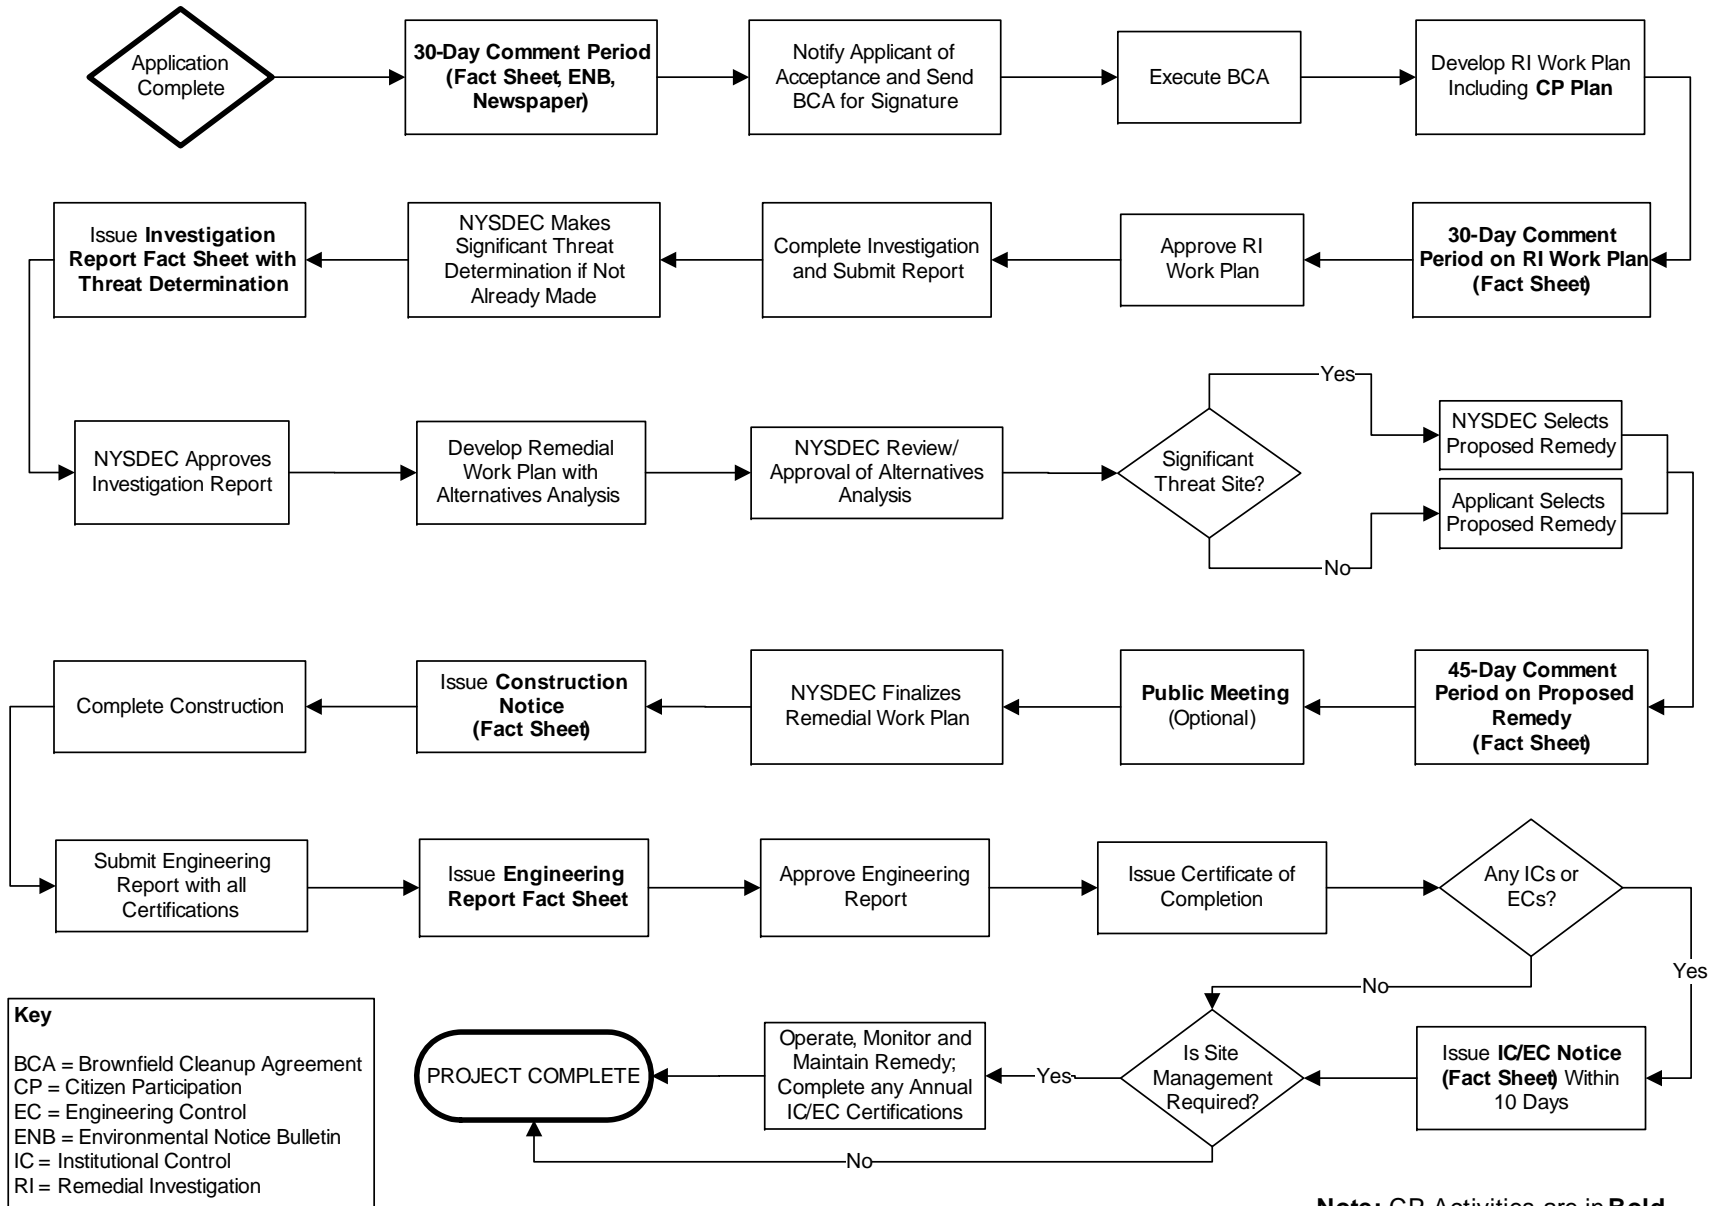 Application
Complete
30-Day Comment Period
(Fact Sheet, ENB,
Newspaper)
Notify Applicant of
Acceptance and Send
BCA for Signature
Execute BCA
Develop RI Work Plan
Including CP Plan
30-Day Comment
Period on RI Work Plan
(Fact Sheet)
Approve RI
Work Plan
Complete Investigation
and Submit Report
NYSDEC Makes
Significant Threat
Determination if Not
Already Made
Issue Investigation
Report Fact Sheet with
Threat Determination
NYSDEC Approves
Investigation Report
Develop Remedial
Work Plan with
Alternatives Analysis
NYSDEC Review/
Approval of Alternatives
Analysis
Significant
Threat Site?
Yes
No
NYSDEC Selects
Proposed Remedy
Applicant Selects
Proposed Remedy
45-Day Comment
Period on Proposed
Remedy
(Fact Sheet)
Public Meeting
(Optional)
NYSDEC Finalizes
Remedial Work Plan
Issue Construction
Notice
(Fact Sheet)
Complete Construction
Submit Engineering
Report with all
Certifications
Issue Engineering
Report Fact Sheet
Approve Engineering
Report
Issue Certificate of
Completion
Any ICs or
ECs?
Yes
No
Issue IC/EC Notice
(Fact Sheet) Within
10 Days
Is Site
Management
Required?
Yes
No
Operate, Monitor and
Maintain Remedy;
Complete any Annual
IC/EC Certifications
PROJECT COMPLETE
Key
BCA = Brownfield Cleanup Agreement
CP = Citizen Participation
EC = Engineering Control
ENB = Environmental Notice Bulletin
IC = Institutional Control
RI = Remedial Investigation
Note: CP Activities are in Bold